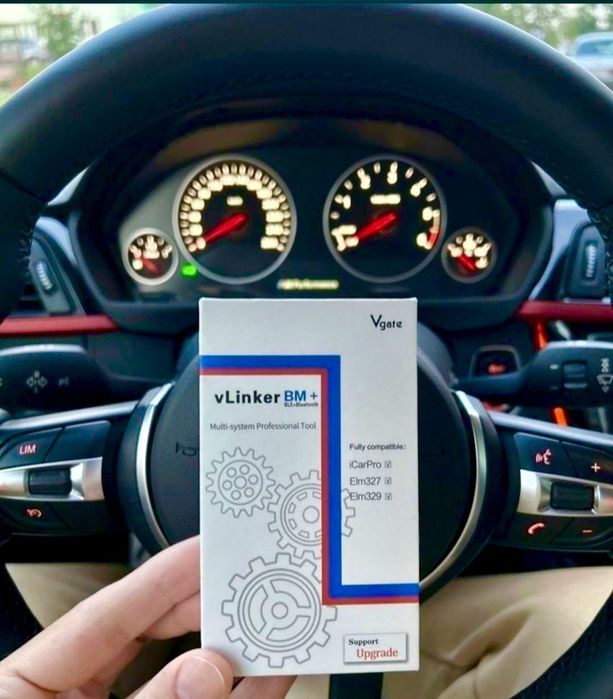 Vgate
vLinker BM+
BLE+Bluetooth
Multi-system Professional Tool
Fully compatible:
iCarPro
Elm327
Elm329
Support
Upgrade
LIM
+
-